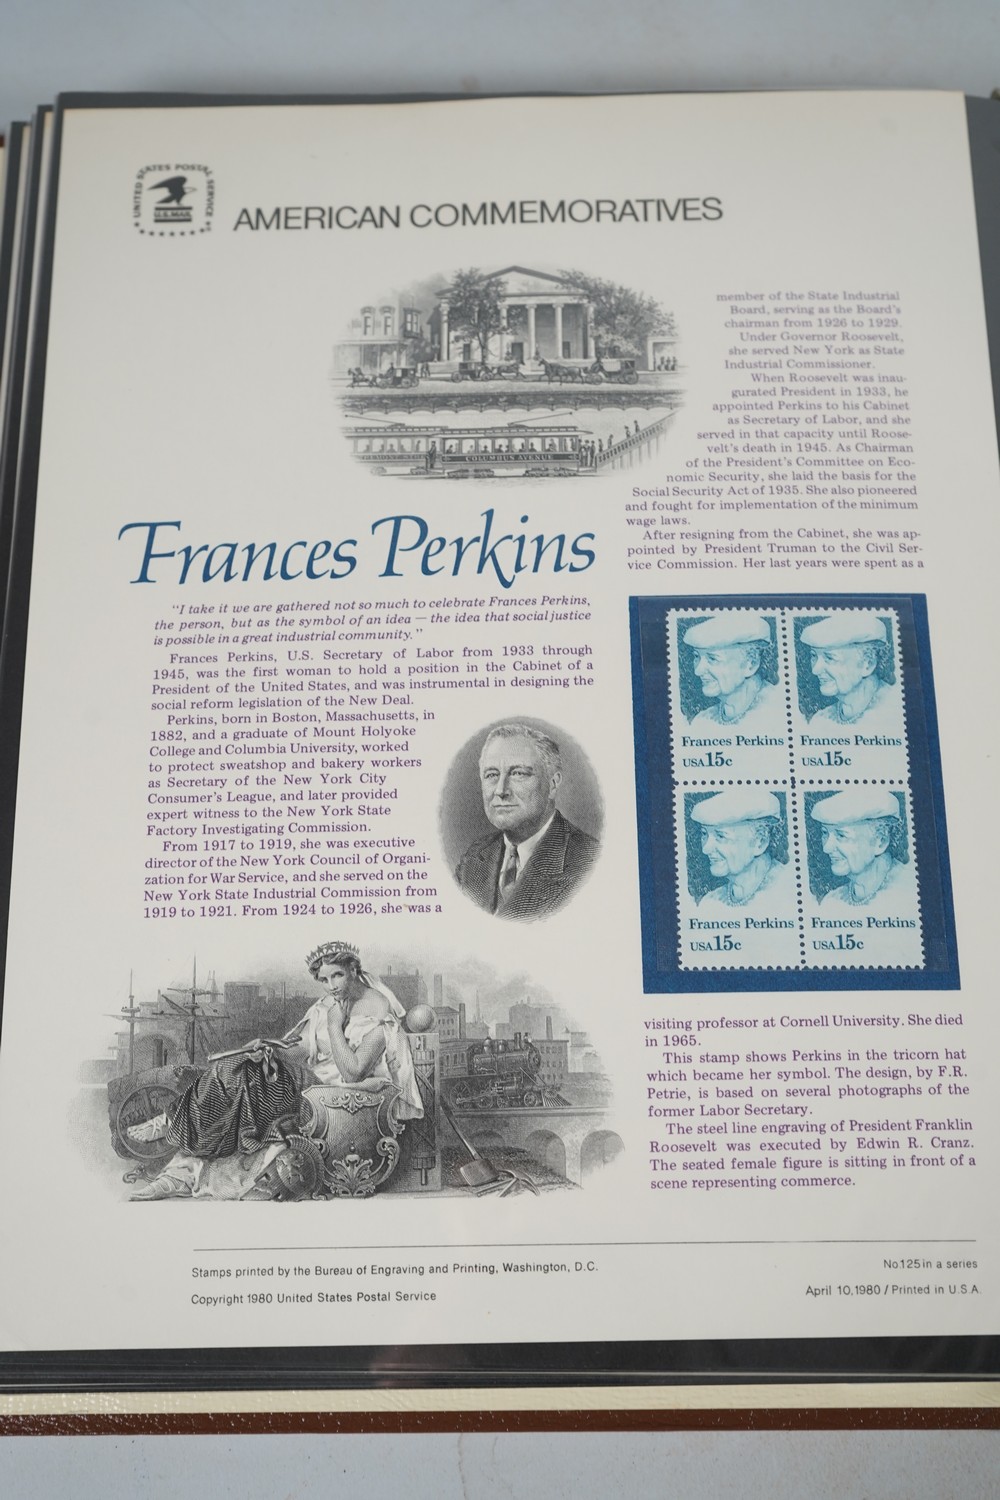 UNITED STATES POSTAL SERVICE
U.S. MAIL
AMERICAN COMMEMORATIVES
COLUMBUS AVENUE
Frances Perkins
"I take it we are gathered not so much to celebrate Frances Perkins,
the person, but as the symbol of an idea — the idea that social justice
is possible in a great industrial community."
Frances Perkins, U.S. Secretary of Labor from 1933 through
1945, was the first woman to hold a position in the Cabinet of a
President of the United States, and was instrumental in designing the
social reform legislation of the New Deal.
Perkins, born in Boston, Massachusetts, in
1882, and a graduate of Mount Holyoke
College and Columbia University, worked
to protect sweatshop and bakery workers
as Secretary of the New York City
Consumer's League, and later provided
expert witness to the New York State
Factory Investigating Commission.
From 1917 to 1919, she was executive
director of the New York Council of Organi-
zation for War Service, and she served on the
New York State Industrial Commission from
1919 to 1921. From 1924 to 1926, she was a
member of the State Industrial
Board, serving as the Board's
chairman from 1926 to 1929.
Under Governor Roosevelt,
she served New York as State
Industrial Commissioner.
When Roosevelt was inau-
gurated President in 1933, he
appointed Perkins to his Cabinet
as Secretary of Labor, and she
served in that capacity until Roose-
velt's death in 1945. As Chairman
of the President's Committee on Eco-
nomic Security, she laid the basis for the
Social Security Act of 1935. She also pioneered
and fought for implementation of the minimum
wage laws.
After resigning from the Cabinet, she was ap-
pointed by President Truman to the Civil Ser-
vice Commission. Her last years were spent as a
Frances Perkins
USA 15c
Frances Perkins
USA 15c
Frances Perkins
USA 15c
Frances Perkins
USA 15c
visiting professor at Cornell University. She died
in 1965.
This stamp shows Perkins in the tricorn hat
which became her symbol. The design, by F.R.
Petrie, is based on several photographs of the
former Labor Secretary.
The steel line engraving of President Franklin
Roosevelt was executed by Edwin R. Cranz.
The seated female figure is sitting in front of a
scene representing commerce.
Stamps printed by the Bureau of Engraving and Printing, Washington, D.C.
Copyright 1980 United States Postal Service
No.125 in a series
April 10, 1980 / Printed in U.S.A.